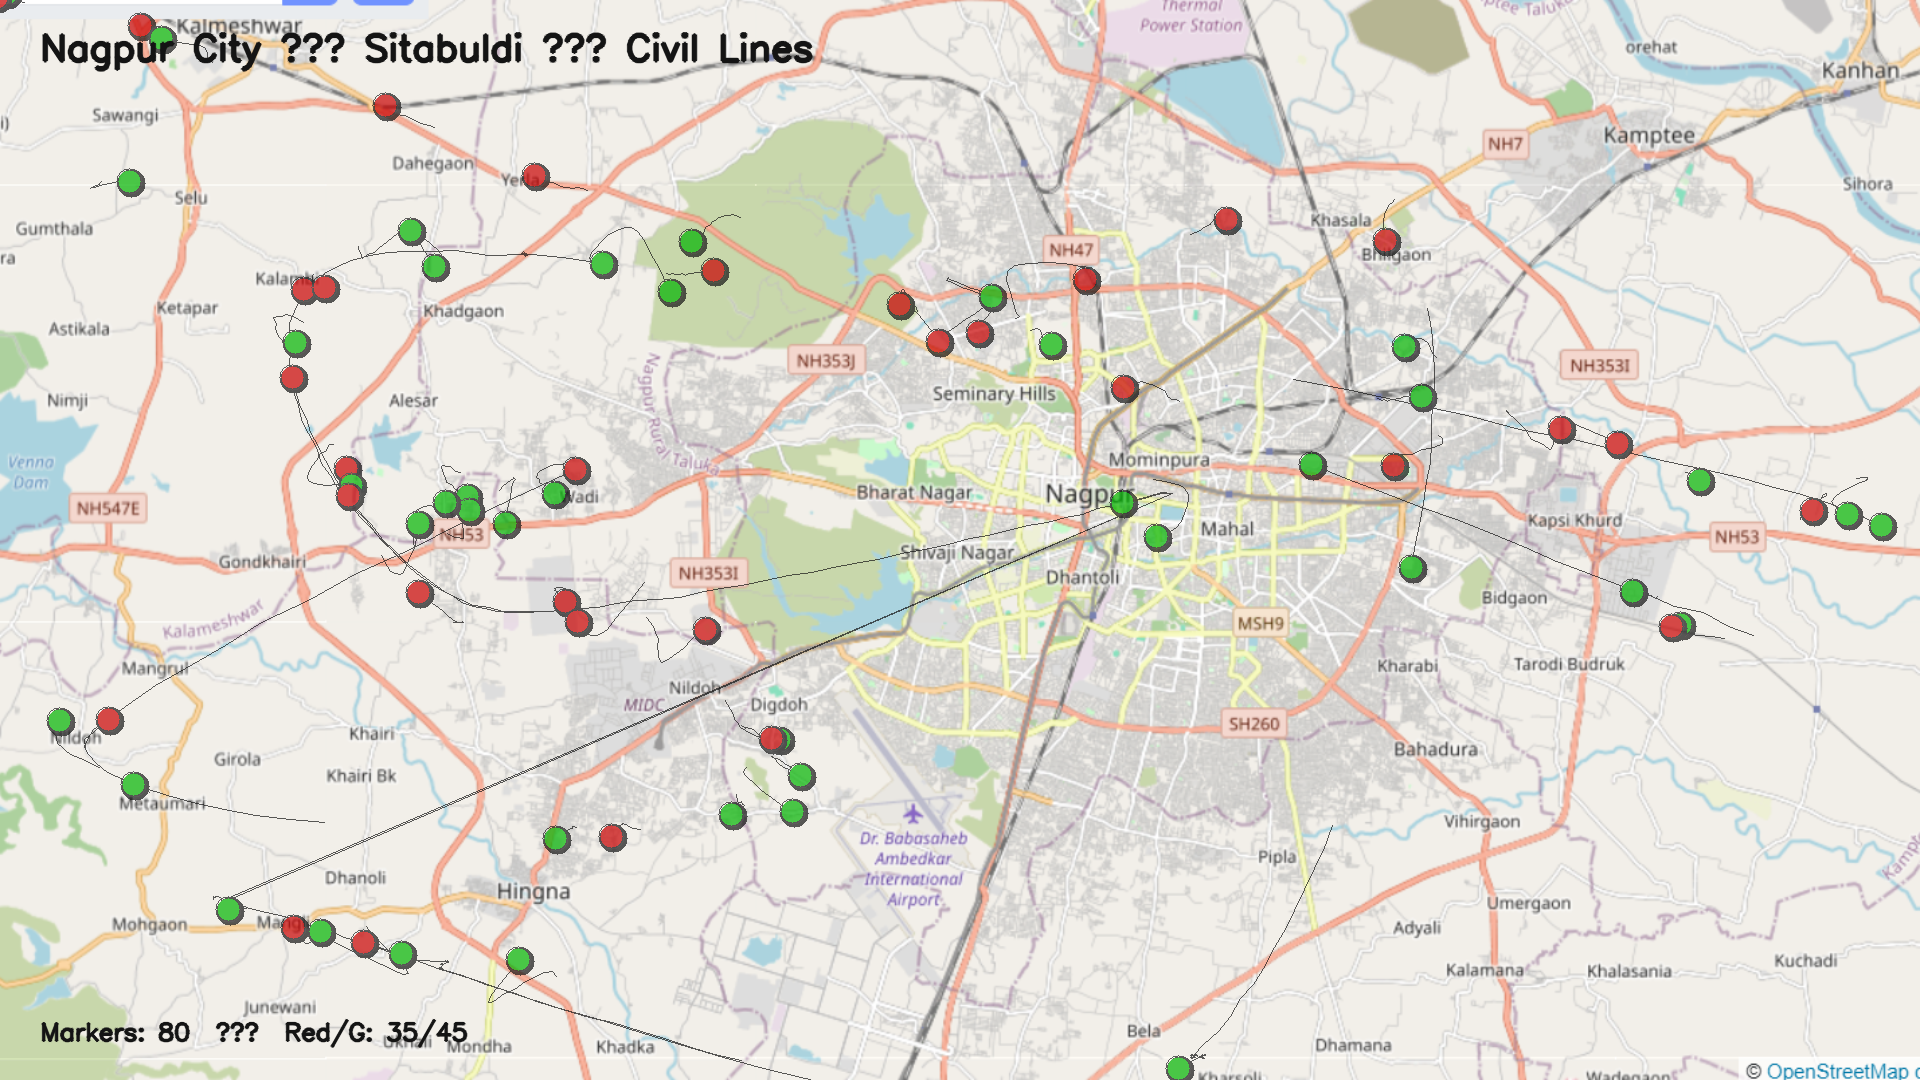 Thermal
Power Station
ptee Taluka
Kalmeshwar
Nagpur City ??? Sitabuldi ??? Civil Lines
orehat
Kanhan
Sawangi
i)
NH7
Kamptee
Dahegaon
Yerla
Selu
Sihora
Gumthala
Khasala
ra
NH47
Bhilgaon
Ketapar
Khadgaon
Astikala
NH353J
NH353I
Nimji
Alesar
Seminary Hills
Nagpur Rural Taluka
Mominpura
Venna
Dam
Bharat Nagar
Nagpur
Wadi
NH547E
Kapsi Khurd
Mahal
NH53
NH53
Shivaji Nagar
Gondkhairi
NH353I
Dhantoli
Bidgaon
Kalameshwar
MSH9
Mangrul
Kharabi
Tarodi Budruk
Nildoh
MIDC
Digdoh
SH260
Nildoh
Khairi
Bahadura
Girola
Khairi Bk
Metaumari
Dr. Babasaheb
Ambedkar
International
Airport
Vihirgaon
Pipla
Dhanoli
Hingna
Umergaon
Mohgaon
Adyali
Kuchadi
Kalamana
Khalasania
Junewani
Markers: 80 ??? Red/G: 35/45
Mondha
Khadka
Bela
Dhamana
Kharsoli
Wadegaon
© OpenStreetMap c